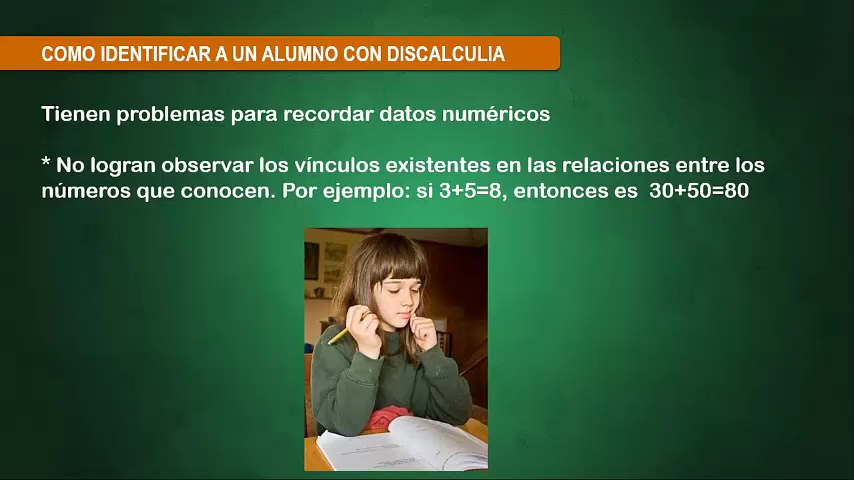 COMO IDENTIFICAR A UN ALUMNO CON DISCALCULIA
Tienen problemas para recordar datos numéricos
* No logran observar los vínculos existentes en las relaciones entre los
números que conocen. Por ejemplo: si 3+5=8, entonces es 30+50=80